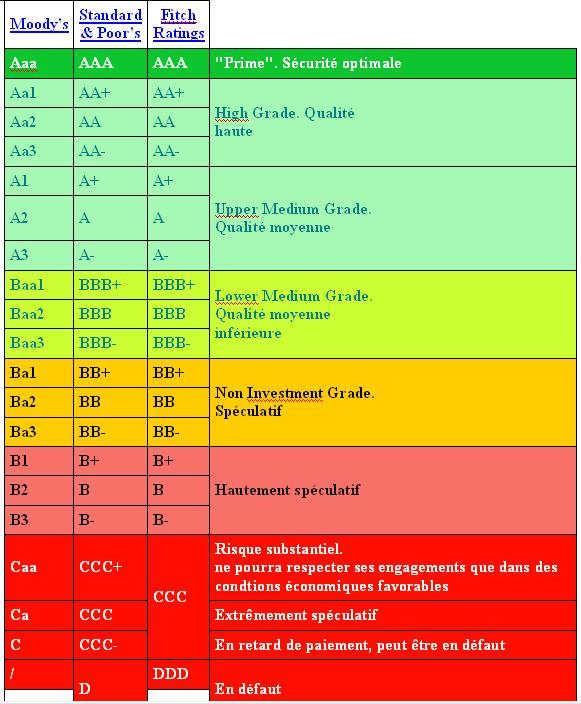 Moody's Standard & Poor's Fitch Ratings
Aaa AAA AAA "Prime". Sécurité optimale
Aa1 AA+ AA+ High Grade. Qualité haute
Aa2 AA AA
Aa3 AA- AA-
A1 A+ A+ Upper Medium Grade. Qualité moyenne
A2 A A
A3 A- A-
Baa1 BBB+ BBB+ Lower Medium Grade. Qualité moyenne inférieure
Baa2 BBB BBB
Baa3 BBB- BBB-
Ba1 BB+ BB+ Non Investment Grade. Spéculatif
Ba2 BB BB
Ba3 BB- BB-
B1 B+ B+ Hautement spéculatif
B2 B B
B3 B- B-
Caa CCC+ CCC Risque substantiel.
ne pourra respecter ses engagements que dans des
condtions économiques favorables
Ca CCC Extrêmement spéculatif
C CCC- En retard de paiement, peut être en défaut
/ D DDD En défaut